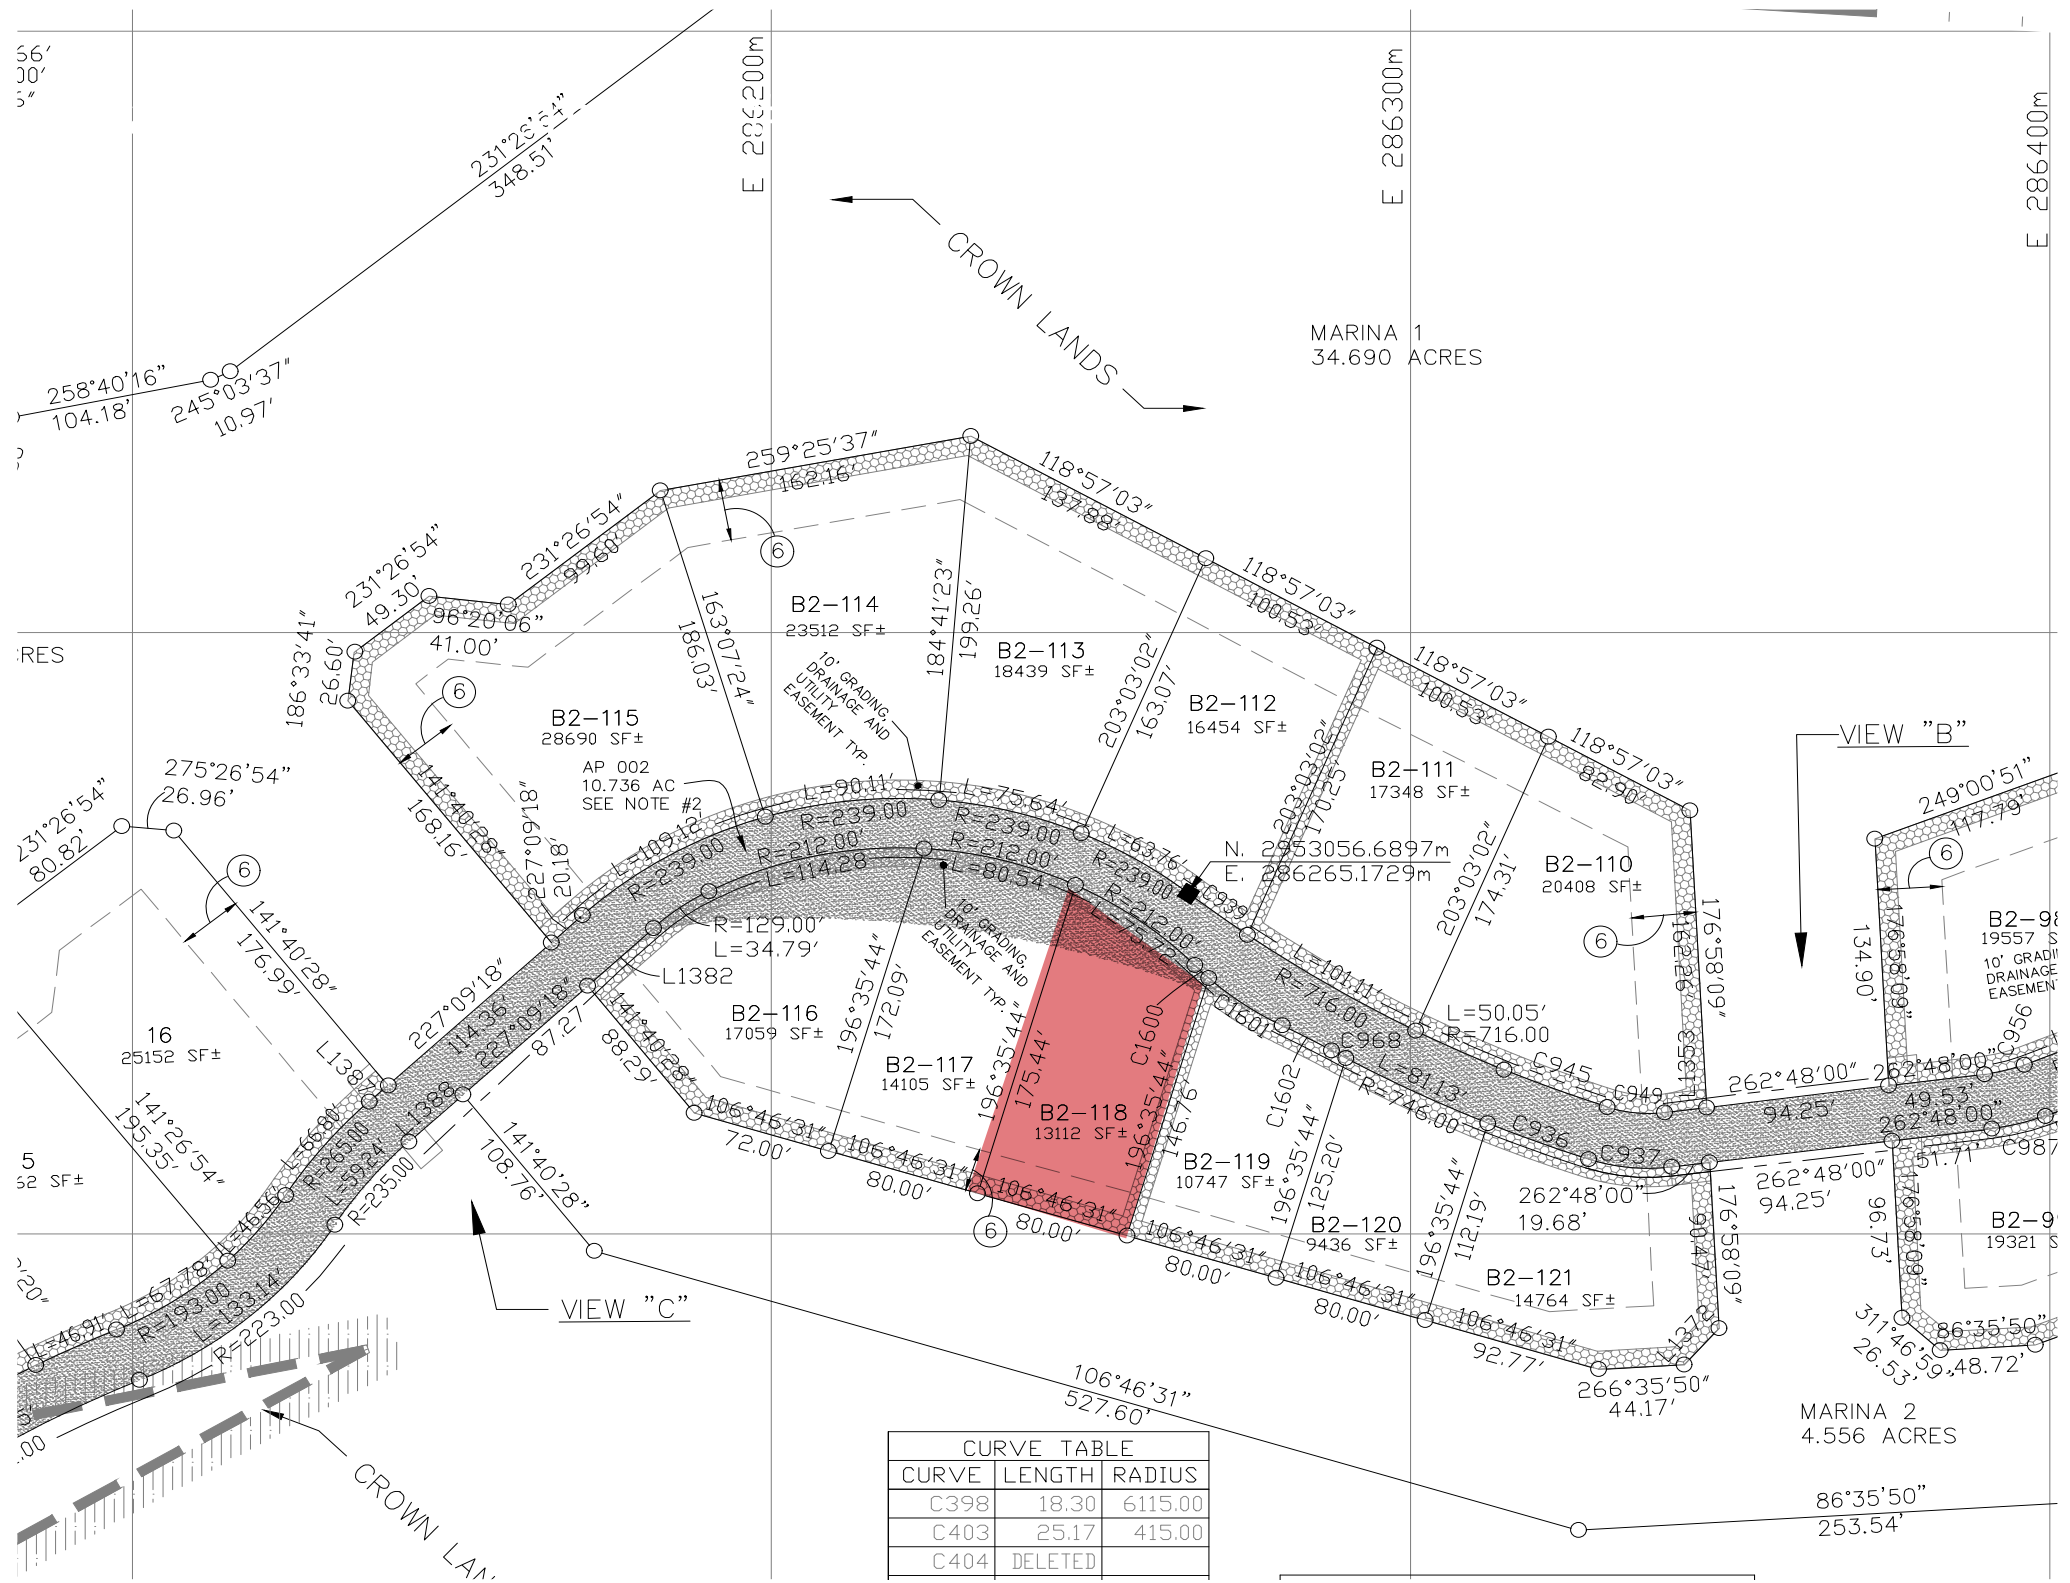 66'
00'
E 286200m
E 286300m
E 286400m
231°26'54"
348.51'
CROWN LANDS
MARINA 1
34.690 ACRES
258°40'16"
104.18'
245°03'37"
10.97'
259°25'37"
162.16'
118°57'03"
137.88'
118°57'03"
100.53'
118°57'03"
100.53'
118°57'03"
82.90'
231°26'54"
99.60'
231°26'54"
49.30'
96°20'06"
41.00'
186°33'41"
26.60'
B2-114
23512 SF±
B2-113
18439 SF±
B2-112
16454 SF±
B2-111
17348 SF±
B2-110
20408 SF±
B2-115
28690 SF±
AP 002
10.736 AC
SEE NOTE #2
10' GRADING,
DRAINAGE AND
UTILITY
EASEMENT TYP.
163°07'24"
186.03'
184°41'23"
199.26'
203°03'02"
163.07'
203°03'02"
170.25'
203°03'02"
174.31'
176°58'09"
162.26'
VIEW "B"
249°00'51"
117.79'
6
6
6
6
6
6
RES
275°26'54"
26.96'
231°26'54"
80.82'
141°40'28"
176.99'
141°40'28"
168.16'
227°09'18"
20.18'
L=109.12'
R=239.00
L=90.11'
R=239.00
L=75.64'
R=239.00
L=63.76'
R=239.00
C939
N. 2953056.6897m
E. 286265.1729m
R=212.00'
L=114.28
R=212.00'
L=80.54
R=212.00'
R=129.00'
L=34.79'
L1382
10' GRADING,
DRAINAGE AND
UTILITY
EASEMENT TYP.
L=101.11'
R=716.00
L=50.05'
R=716.00
C945
C949
L1353
134.90'
176°58'09"
B2-98
19557 S
10' GRADI
DRAINAGE
EASEMENT
C956
16
25152 SF±
227°09'18"
114.36'
227°09'18"
87.27'
141°40'28"
88.29'
B2-116
17059 SF±
196°35'44"
172.09'
B2-117
14105 SF±
196°35'44"
175.44'
B2-118
13112 SF±
C1600
196°35'44"
146.76'
C1601
C968
C1602
L=81.13'
R=746.00
C936
C937
B2-119
10747 SF±
196°35'44"
125.20'
B2-120
9436 SF±
196°35'44"
112.19'
B2-121
14764 SF±
262°48'00"
94.25'
262°48'00"
49.53'
262°48'00"
51.71'
C987
262°48'00"
94.25'
262°48'00"
19.68'
176°58'09"
90.47'
96.73'
176°58'09"
B2-9
19321 S
141°26'54"
195.35'
L=66.80'
R=265.00
L=59.24'
R=235.00
L1388
141°40'28"
108.76'
106°46'31"
72.00'
106°46'31"
80.00'
106°46'31"
80.00'
106°46'31"
80.00'
106°46'31"
80.00'
106°46'31"
92.77'
266°35'50"
44.17'
311°46'59"
26.53'
86°35'50"
48.72'
5
62 SF±
L=46.91'
L=67.78'
L=46.56'
R=193.00
L=133.14'
R=223.00
VIEW "C"
106°46'31"
527.60'
MARINA 2
4.556 ACRES
86°35'50"
253.54'
CROWN LAN
CURVE TABLE
CURVE LENGTH RADIUS
C398 18.30 6115.00
C403 25.17 415.00
C404 DELETED